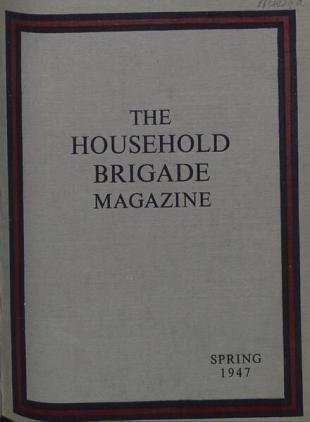 THE
HOUSEHOLD
BRIGADE
MAGAZINE
SPRING
1947